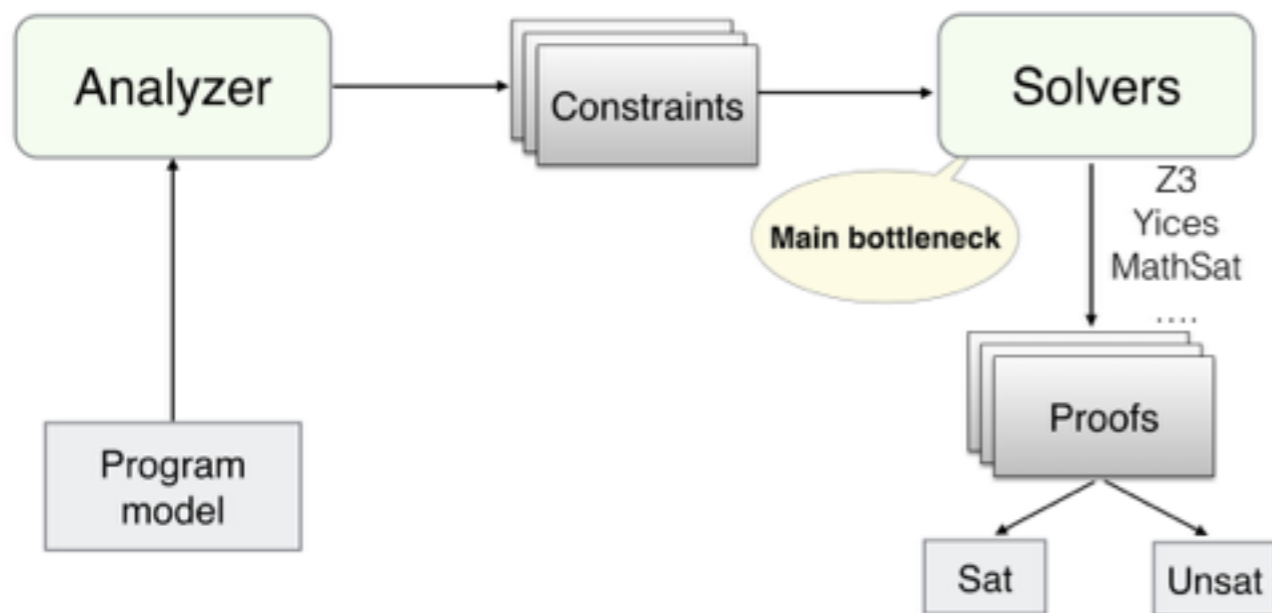 Analyzer
Constraints
Solvers
Main bottleneck
Z3
Yices
MathSat
....
Proofs
Program
model
Sat
Unsat